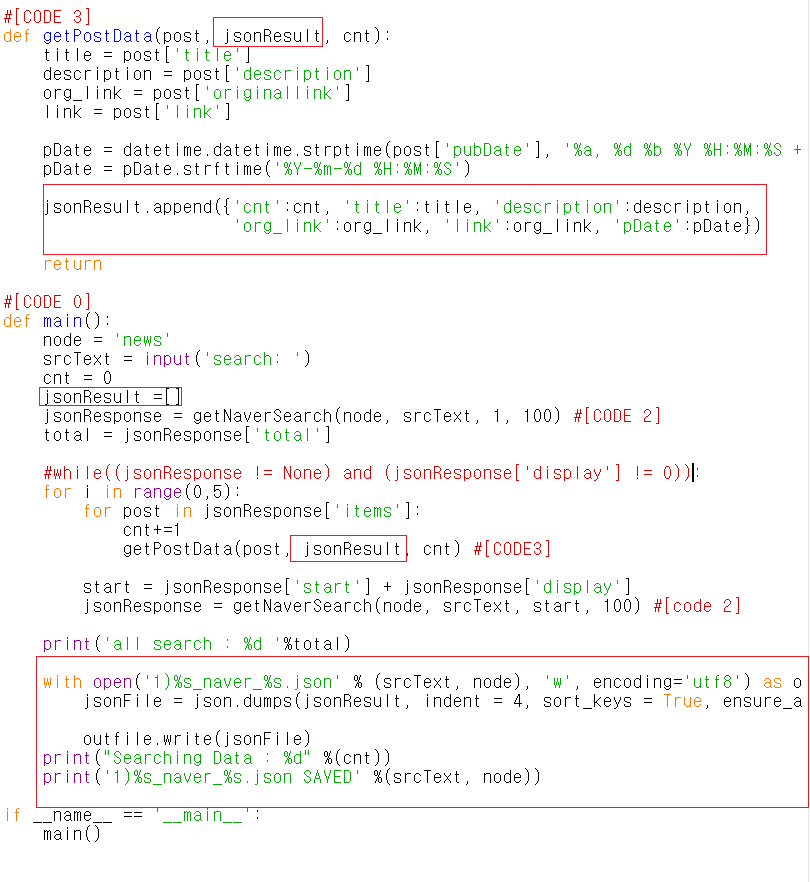 #[CODE 3]
def getPostData(post, jsonResult, cnt):
    title = post['title']
    description = post['description']
    org_link = post['originallink']
    link = post['link']

    pDate = datetime.datetime.strptime(post['pubDate'], '%a, %d %b %Y %H:%M:%S +
    pDate = pDate.strftime('%Y-%m-%d %H:%M:%S')

    jsonResult.append({'cnt':cnt, 'title':title, 'description':description,
                       'org_link':org_link, 'link':org_link, 'pDate':pDate})

    return

#[CODE 0]
def main():
    node = 'news'
    srcText = input('search: ')
    cnt = 0
    jsonResult =[]
    jsonResponse = getNaverSearch(node, srcText, 1, 100) #[CODE 2]
    total = jsonResponse['total']

    #while((jsonResponse != None) and (jsonResponse['display'] != 0)):
    for i in range(0,5):
        for post in jsonResponse['items']:
            cnt+=1
            getPostData(post, jsonResult, cnt) #[CODE3]

        start = jsonResponse['start'] + jsonResponse['display']
        jsonResponse = getNaverSearch(node, srcText, start, 100) #[code 2]

    print('all search : %d '%total)

    with open('1)%s_naver_%s.json' % (srcText, node), 'w', encoding='utf8') as o
        jsonFile = json.dumps(jsonResult, indent = 4, sort_keys = True, ensure_a

        outfile.write(jsonFile)
    print("Searching Data : %d" %(cnt))
    print('1)%s_naver_%s.json SAVED' %(srcText, node))

if __name__ == '__main__':
    main()